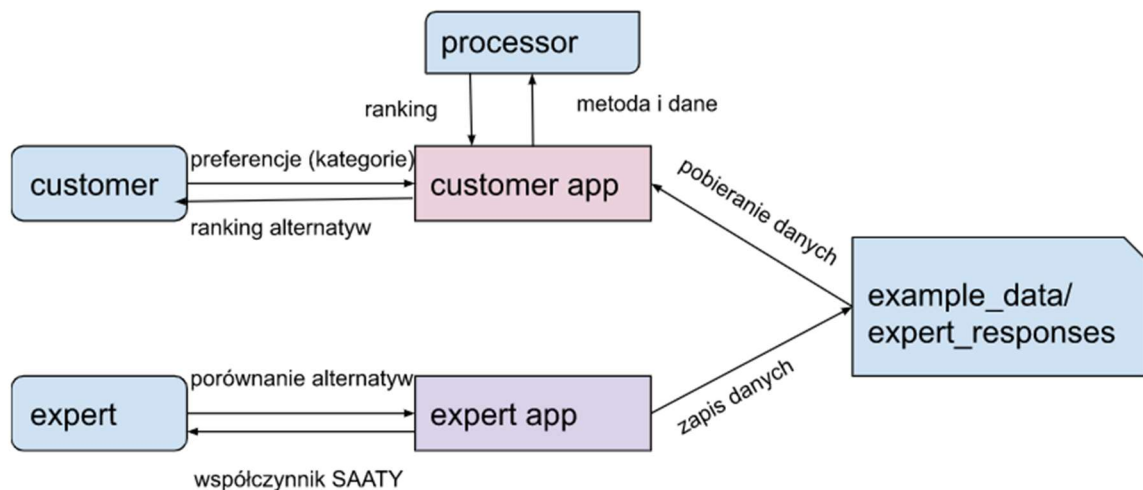 processor
ranking
metoda i dane
customer
preferencje (kategorie)
ranking alternatyw
customer app
pobieranie danych
example_data/
expert_responses
expert
porównanie alternatyw
współczynnik SAATY
expert app
zapis danych